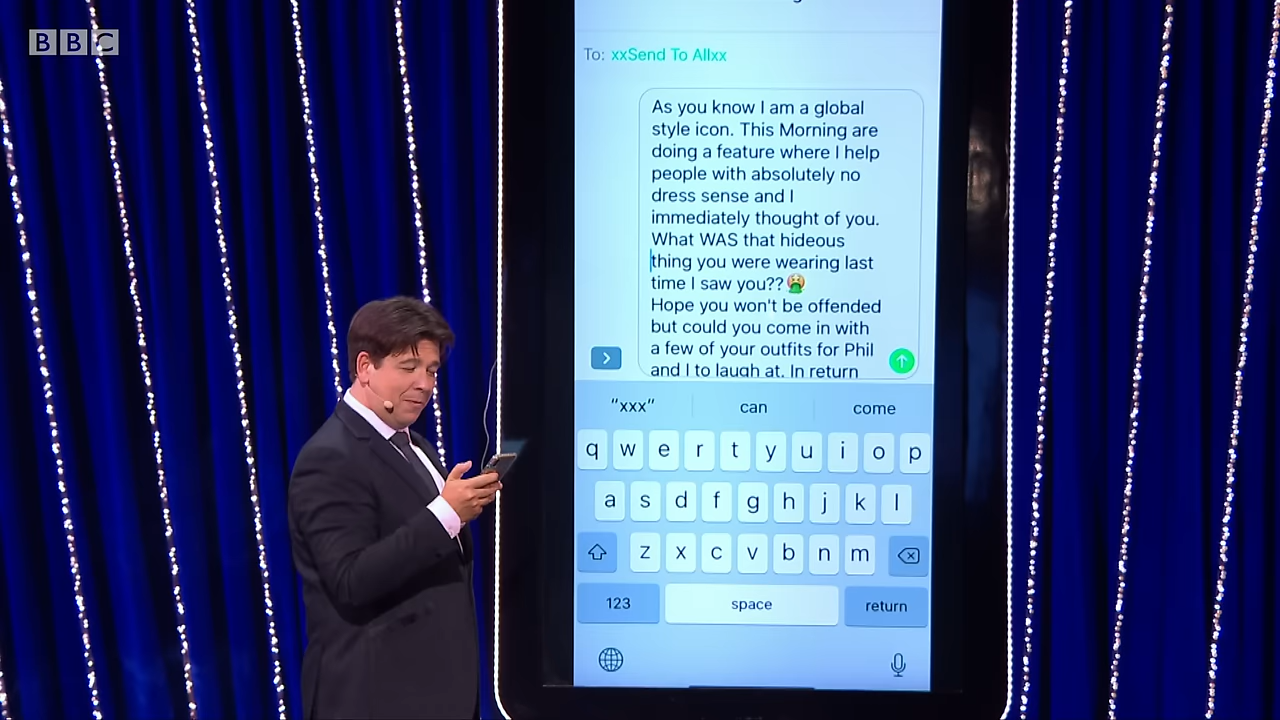 BBC
To: xxSend To Allxx
As you know I am a global
style icon. This Morning are
doing a feature where I help
people with absolutely no
dress sense and I
immediately thought of you.
What WAS that hideous
thing you were wearing last
time I saw you??🤮
Hope you won't be offended
but could you come in with
a few of your outfits for Phil
and I to laugh at. In return
"xxx" can come
q w e r t y u i o p
a s d f g h j k l
z x c v b n m
123 space return